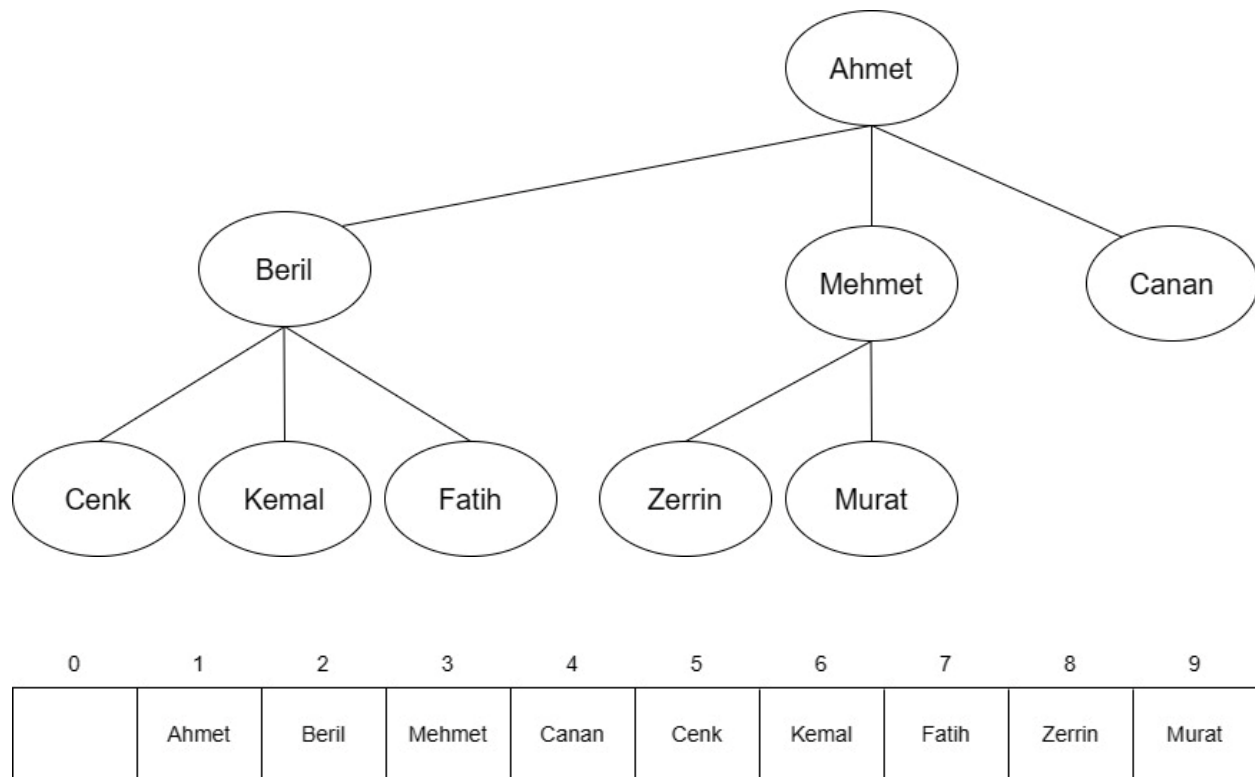 Ahmet
Beril Mehmet Canan
Cenk Kemal Fatih Zerrin Murat
0 1 2 3 4 5 6 7 8 9
Ahmet Beril Mehmet Canan Cenk Kemal Fatih Zerrin Murat